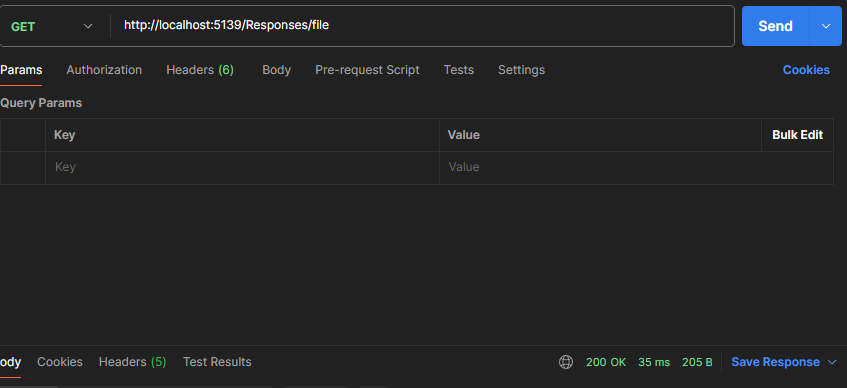 GET http://localhost:5139/Responses/file Send
Params Authorization Headers (6) Body Pre-request Script Tests Settings Cookies
Query Params
Key Value Bulk Edit
Key Value
ody Cookies Headers (5) Test Results 200 OK 35 ms 205 B Save Response